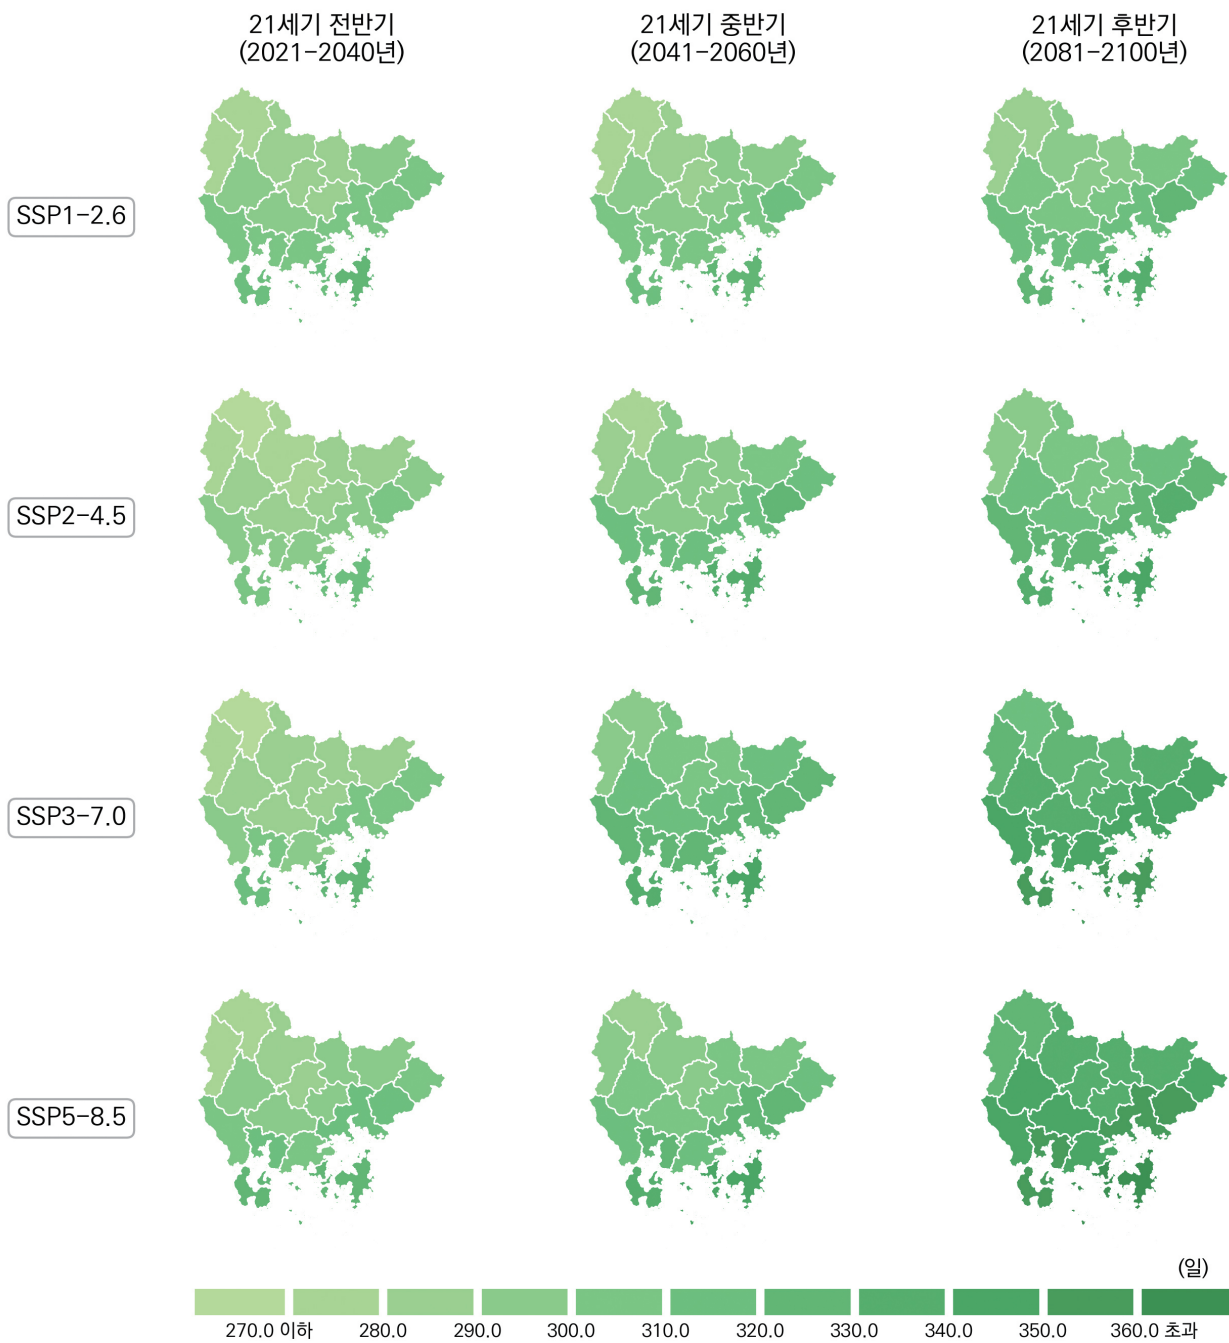 21세기 전반기
(2021-2040년)
21세기 중반기
(2041-2060년)
21세기 후반기
(2081-2100년)
SSP1-2.6
SSP2-4.5
SSP3-7.0
SSP5-8.5
(일)
270.0 이하
280.0
290.0
300.0
310.0
320.0
330.0
340.0
350.0
360.0 초과